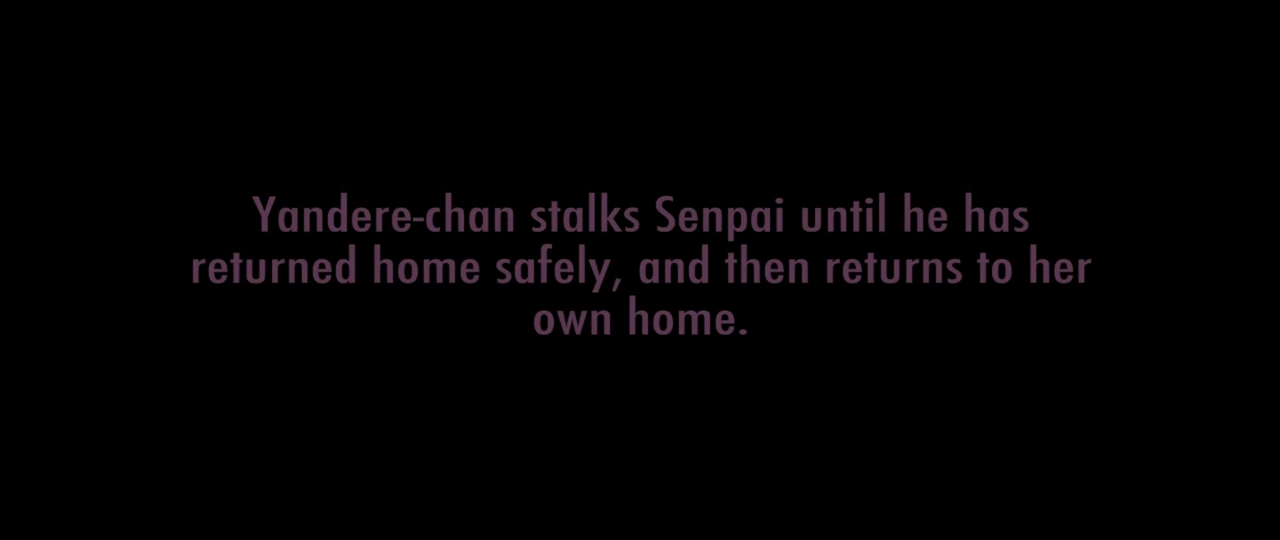 Yandere-chan stalks Senpai until he has
returned home safely, and then returns to her
own home.